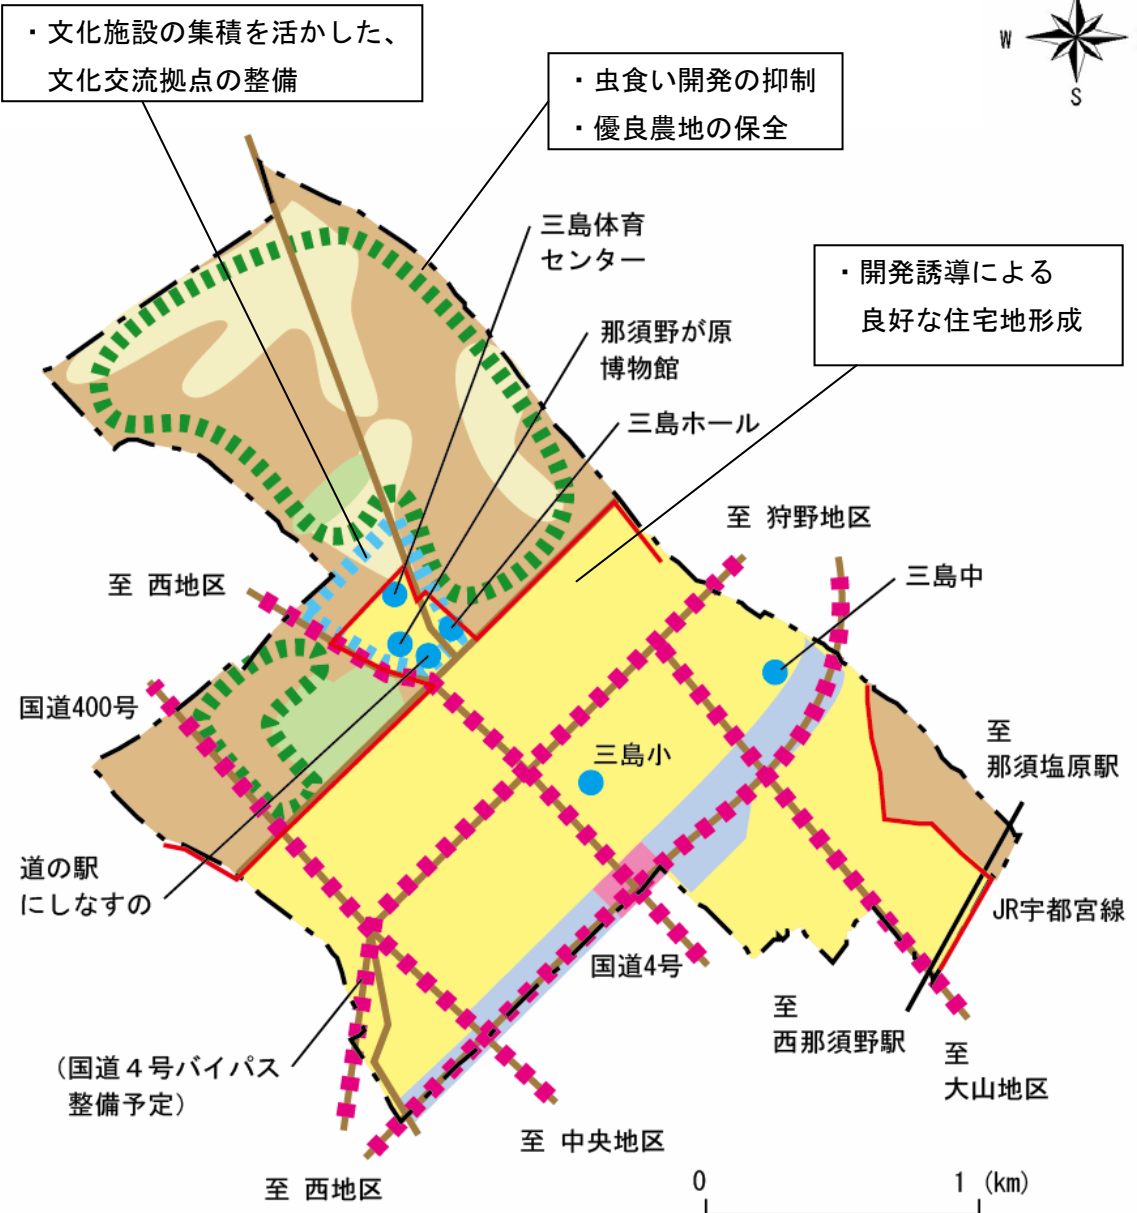 ・文化施設の集積を活かした、
文化交流拠点の整備
W
S
・虫食い開発の抑制
・優良農地の保全
三島体育
センター
・開発誘導による
良好な住宅地形成
那須野が原
博物館
三島ホール
至 狩野地区
至 西地区
三島中
国道400号
三島小
至
那須塩原駅
道の駅
にしなすの
JR宇都宮線
国道4号
至
西那須野駅
(国道４号バイパス
整備予定)
至
大山地区
至 中央地区
至 西地区
0 1 (km)